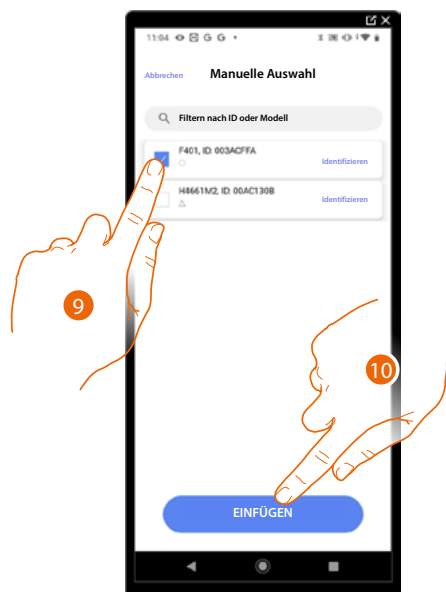 11:04 G G
Abbrechen Manuelle Auswahl
Filtern nach ID oder Modell
F401, ID: 003ACFFA
Identifizieren
H4661M2, ID: 00AC130B
Identifizieren
9
10
EINFÜGEN